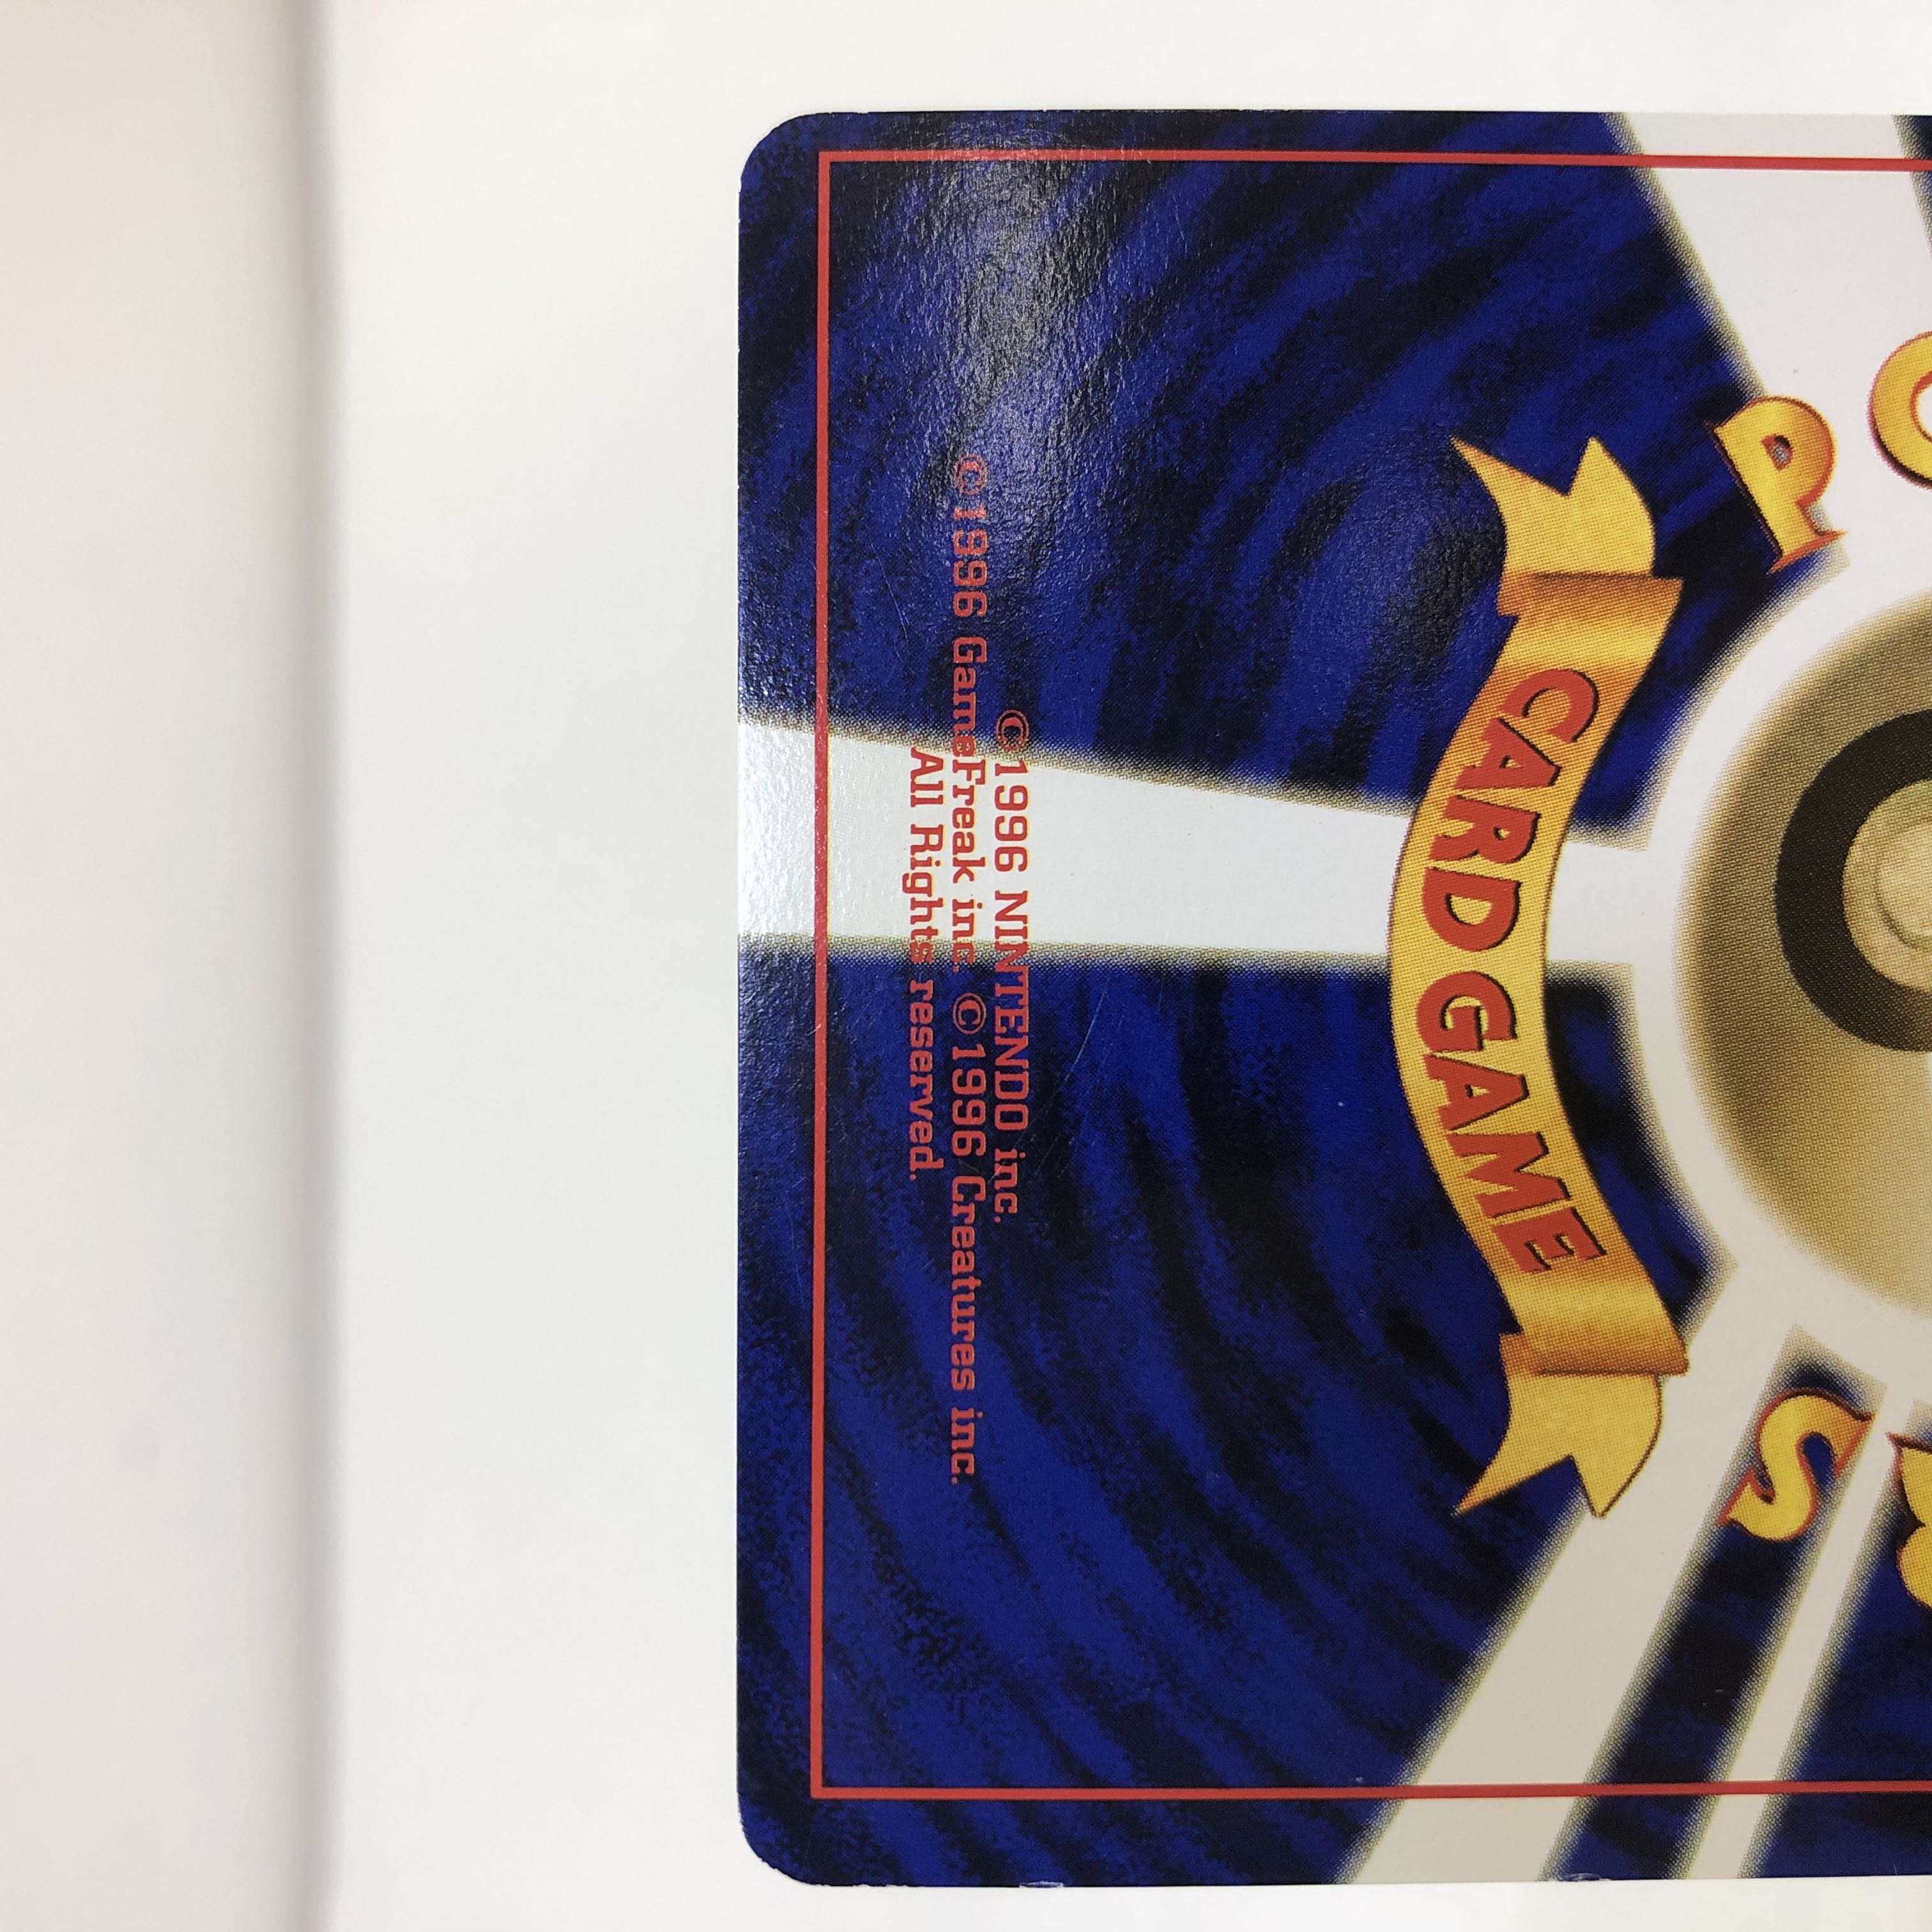 CARD GAME
©1996 NINTENDO inc.
©1996 GameFreak inc. ©1996 Creatures inc.
All Rights reserved.